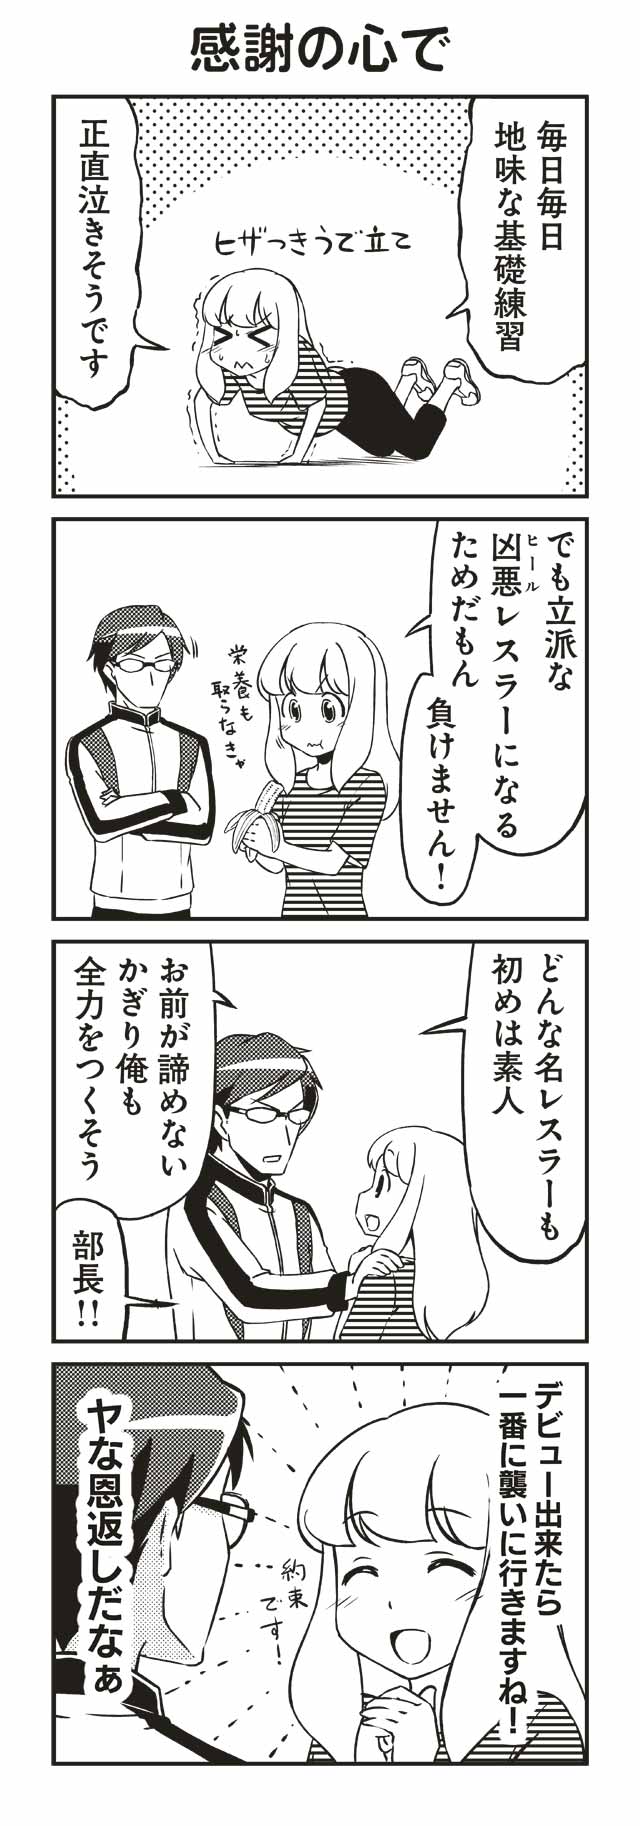 感謝の心で
毎日毎日
地味な基礎練習
ヒザつきうで立て
正直泣きそうです
でも立派な
凶悪レスラーになる
ヒール
ためだもん
負けません!
栄養も
取らなきゃ
どんな名レスラーも
初めは素人
お前が諦めない
かぎり俺も
全力をつくそう
部長!!
デビュー出来たら
一番に襲いに行きますね!
約束
です!
ヤな恩返しだなぁ